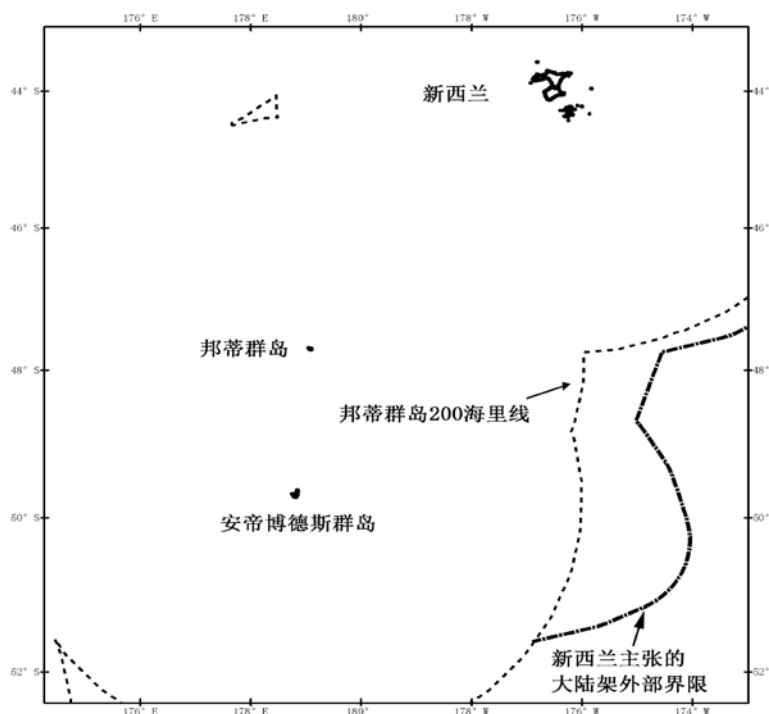 176° E 178° E 180° 178° W 176° W 174° W
44° S 44° S
新西兰
46° S 46° S
邦蒂群岛
48° S 48° S
邦蒂群岛200海里线
50° S 50° S
安帝博德斯群岛
新西兰主张的
大陆架外部界限
52° S 52° S
176° E 178° E 180° 178° W 176° W 174° W